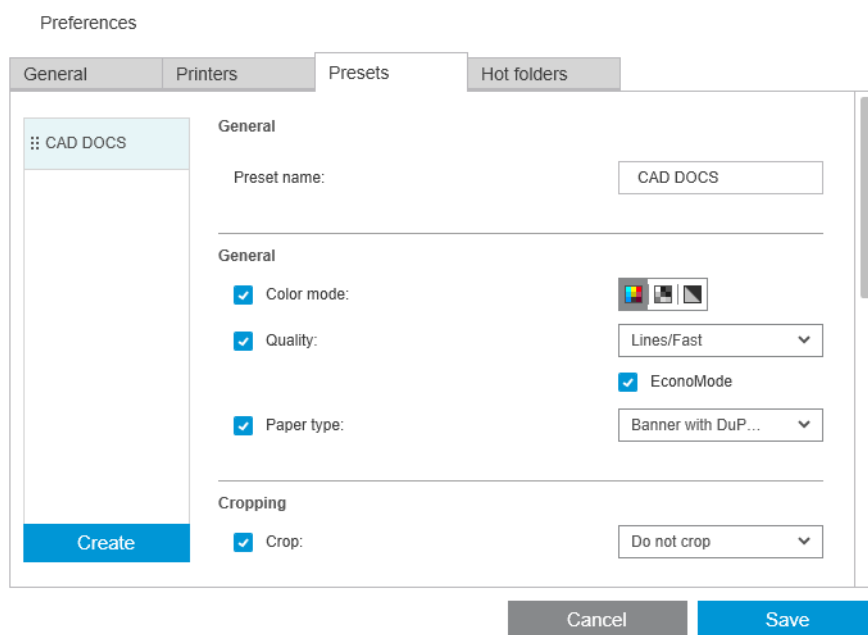 Preferences
General
Printers
Presets
Hot folders
CAD DOCS
General
Preset name:
CAD DOCS
General
Color mode:
Quality:
Lines/Fast
EconoMode
Paper type:
Banner with DuP...
Cropping
Crop:
Do not crop
Create
Cancel
Save